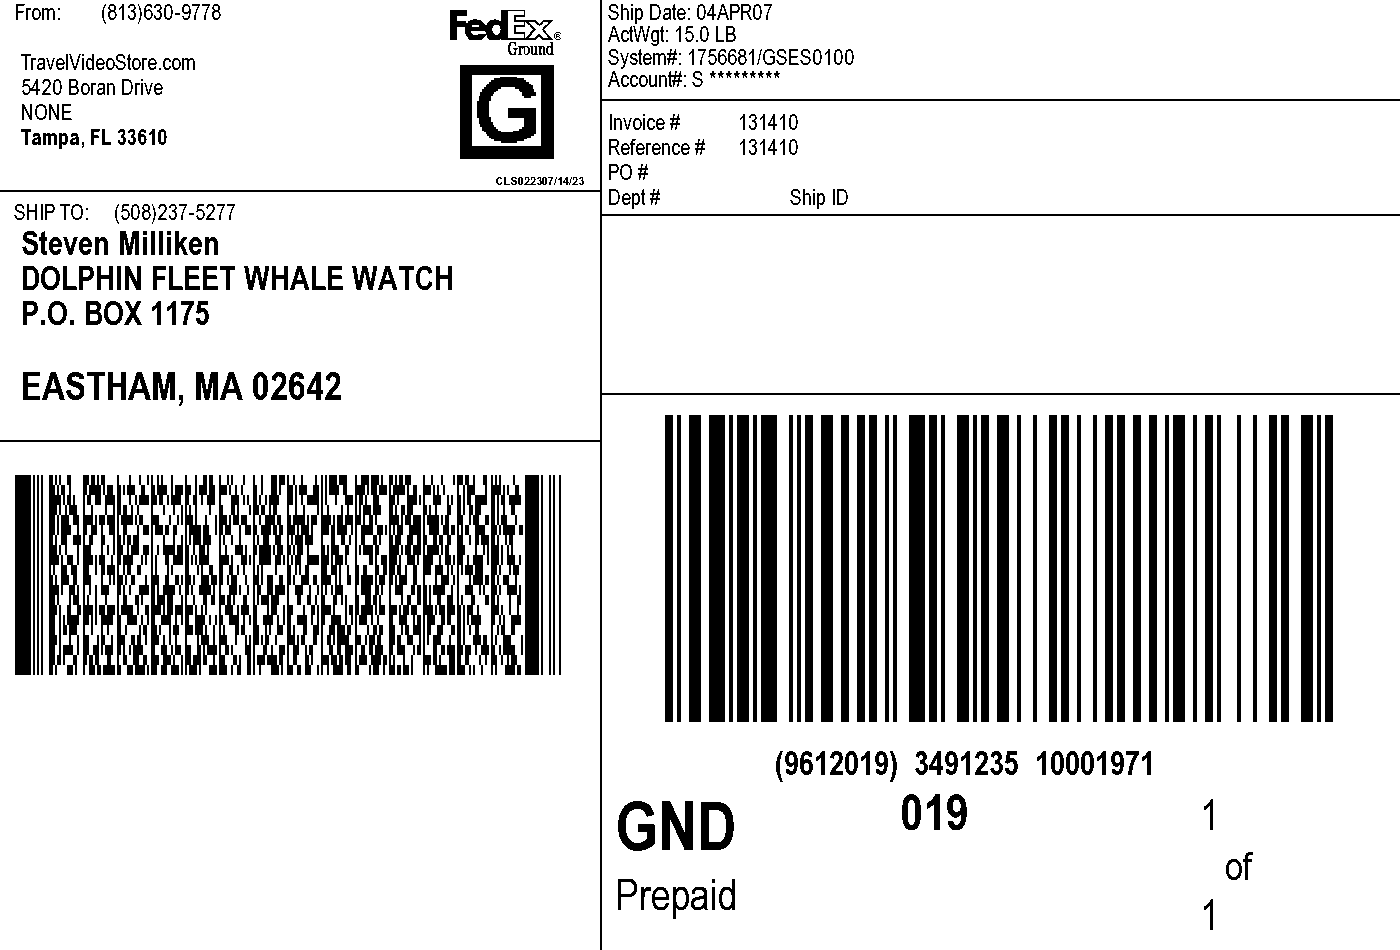 From: (813)630-9778
TravelVideoStore.com
5420 Boran Drive
NONE
Tampa, FL 33610
FedEx®
Ground
G
CLS022307/14/23
SHIP TO: (508)237-5277
Steven Milliken
DOLPHIN FLEET WHALE WATCH
P.O. BOX 1175
EASTHAM, MA 02642
Ship Date: 04APR07
ActWgt: 15.0 LB
System#: 1756681/GSES0100
Account#: S *********
Invoice # 131410
Reference # 131410
PO #
Dept # Ship ID
(9612019) 3491235 10001971
GND 019 1
of
Prepaid 1